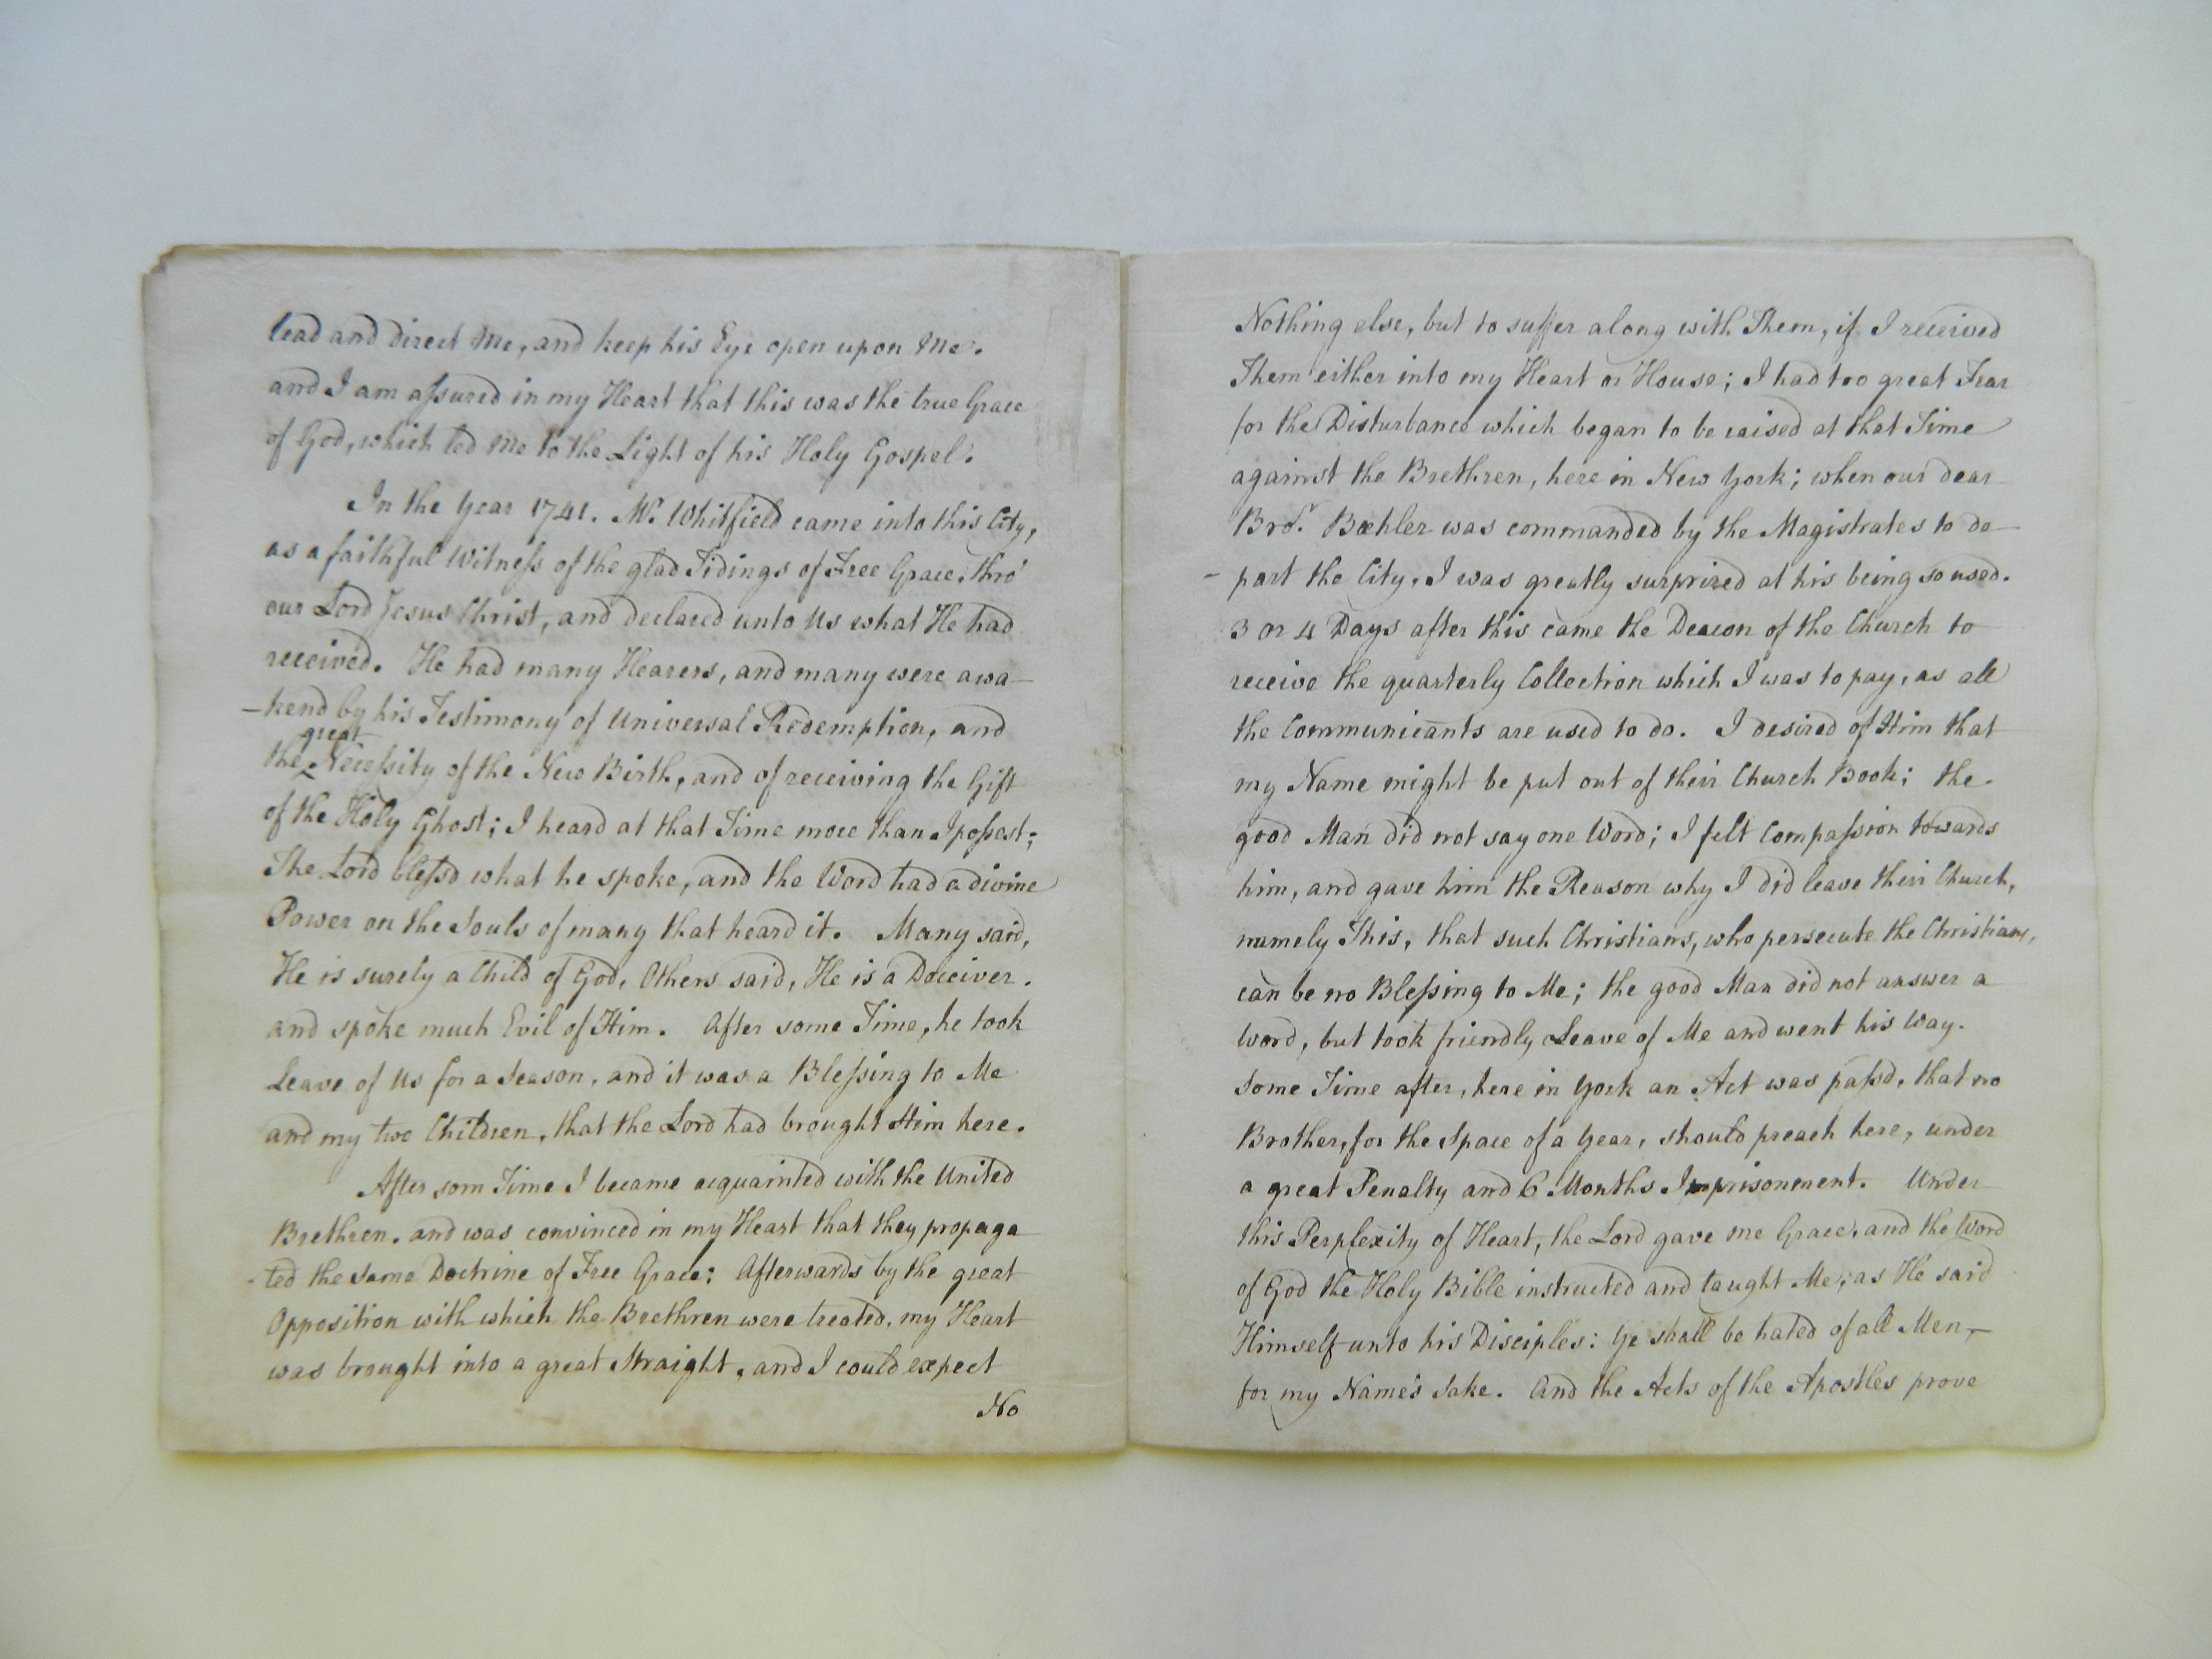 lead and direct Me, and keep his Eye open upon Me.
and I am assured in my Heart that this was the true Grace
of God, which led Me to the Light of his Holy Gospel.
In the Year 1741. Mr. Whitfield came into this City,
as a faithful Witness of the glad Tidings of Free Grace, thro'
our Lord Jesus Christ, and declared unto Us what He had
received. He had many Hearers, and many were awa-
-kend by his Testimony of Universal Redemption, and
great
the Necessity of the New Birth, and of receiving the Gift
of the Holy Ghost; I heard at that Time more than I possest;
The Lord blessd what he spoke, and the Word had a divine
Power on the Souls of many that heard it. Many said,
He is surely a Child of God, Others said, He is a Deceiver.
and spoke much Evil of Him. After some Time, he took
Leave of Us for a Season, and it was a Blessing to Me
and my two Children, that the Lord had brought Him here.
After som Time I became acquainted with the United
Brethren. and was convinced in my Heart that they propaga
-ted the same Doctrine of Free Grace; Afterwards by the great
Opposition with which the Brethren were treated, my Heart
was brought into a great Straight, and I could expect
No
Nothing else, but to suffer along with Them, if I received
Them either into my Heart or House; I had too great Fear
for the Disturbance which began to be raised at that Time
against the Brethren, here in New York; when our dear
Bror. Bœhler was commanded by the Magistrates to de-
-part the City, I was greatly surprized at his being so used.
3 or 4 Days after this came the Deacon of the Church to
receive the quarterly Collection which I was to pay, as all
the Communicants are used to do. I desired of Him that
my Name might be put out of their Church Book; the
good Man did not say one Word; I felt Compassion towards
him, and gave him the Reason why I did leave their Church,
namely This, that such Christians, who persecute the Christians,
can be no Blessing to Me; the good Man did not answer a
Word, but took friendly Leave of Me and went his Way.
Some Time after, here in York an Act was passd, that no
Brother, for the Space of a Year, should preach here, under
a great Penalty and 6 Months Imprisonment. Under
this Perplexity of Heart, the Lord gave me Grace, and the Word
of God the Holy Bible instructed and taught Me, as He said
Himself unto his Disciples: Ye shall be hated of all Men,-
for my Name's Sake. And the Acts of the Apostles prove